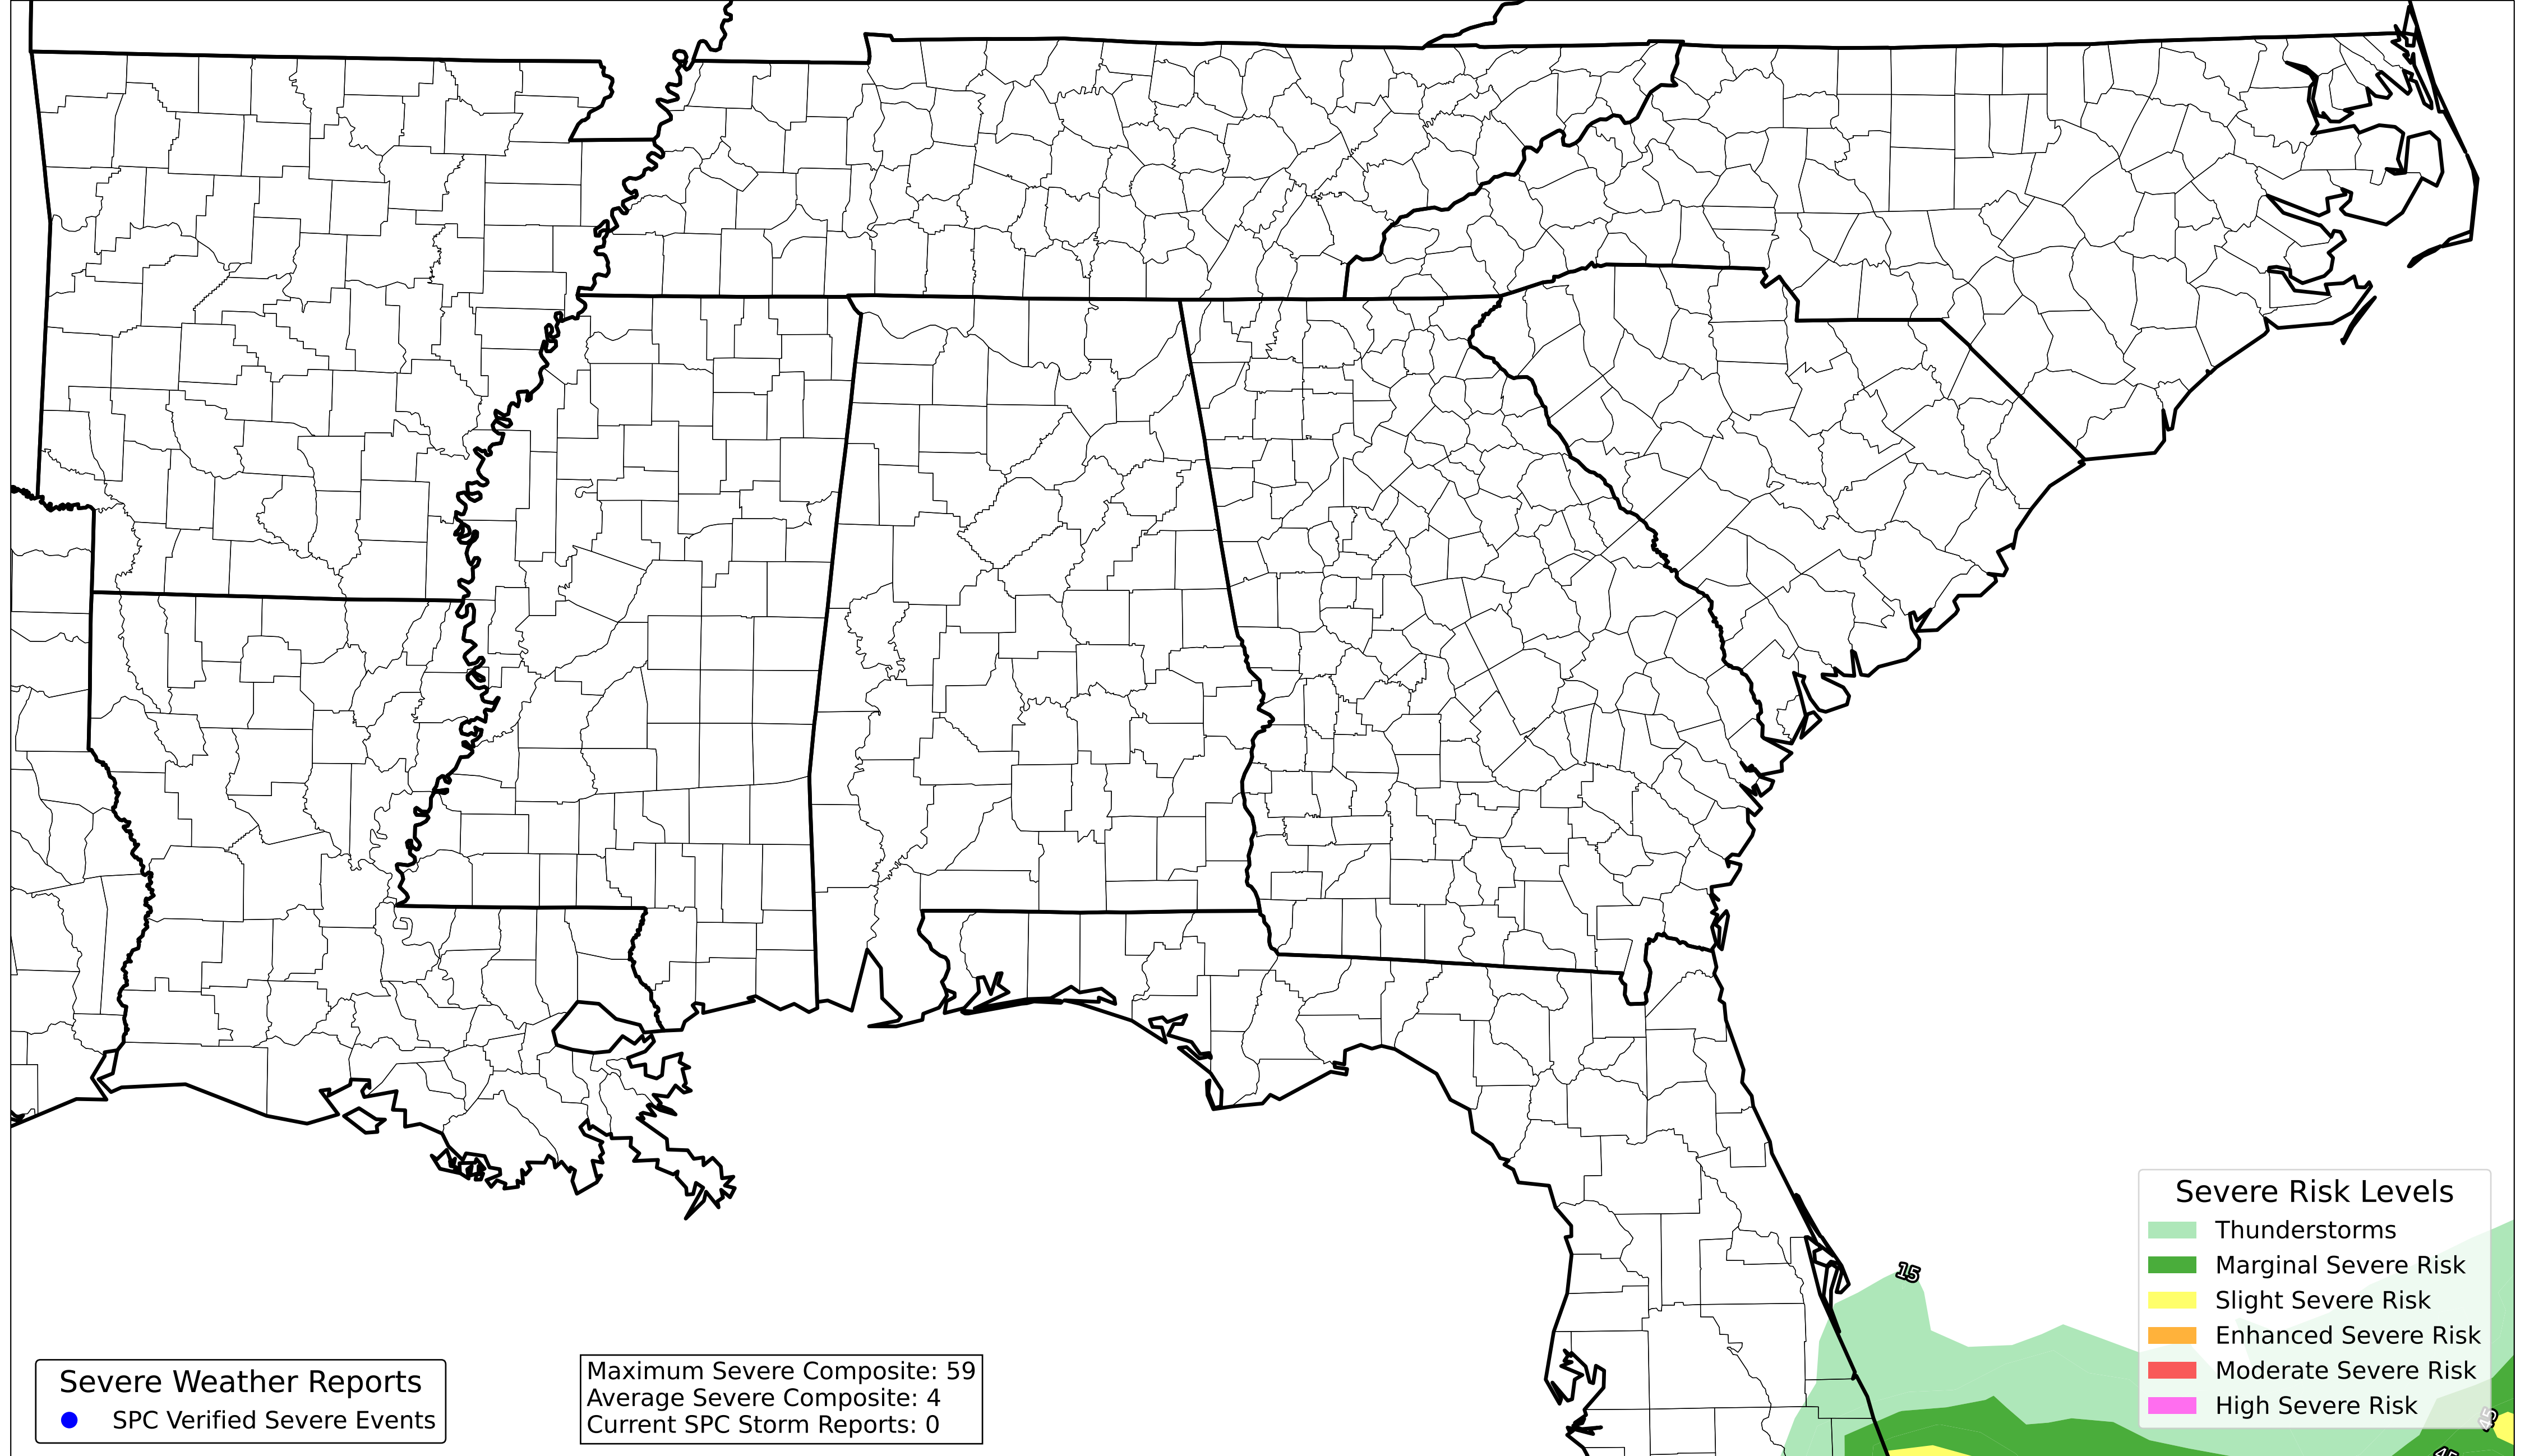 15
Severe Risk Levels
Thunderstorms
Marginal Severe Risk
Slight Severe Risk
Enhanced Severe Risk
Moderate Severe Risk
High Severe Risk
45
45
Severe Weather Reports
SPC Verified Severe Events
Maximum Severe Composite: 59
Average Severe Composite: 4
Current SPC Storm Reports: 0